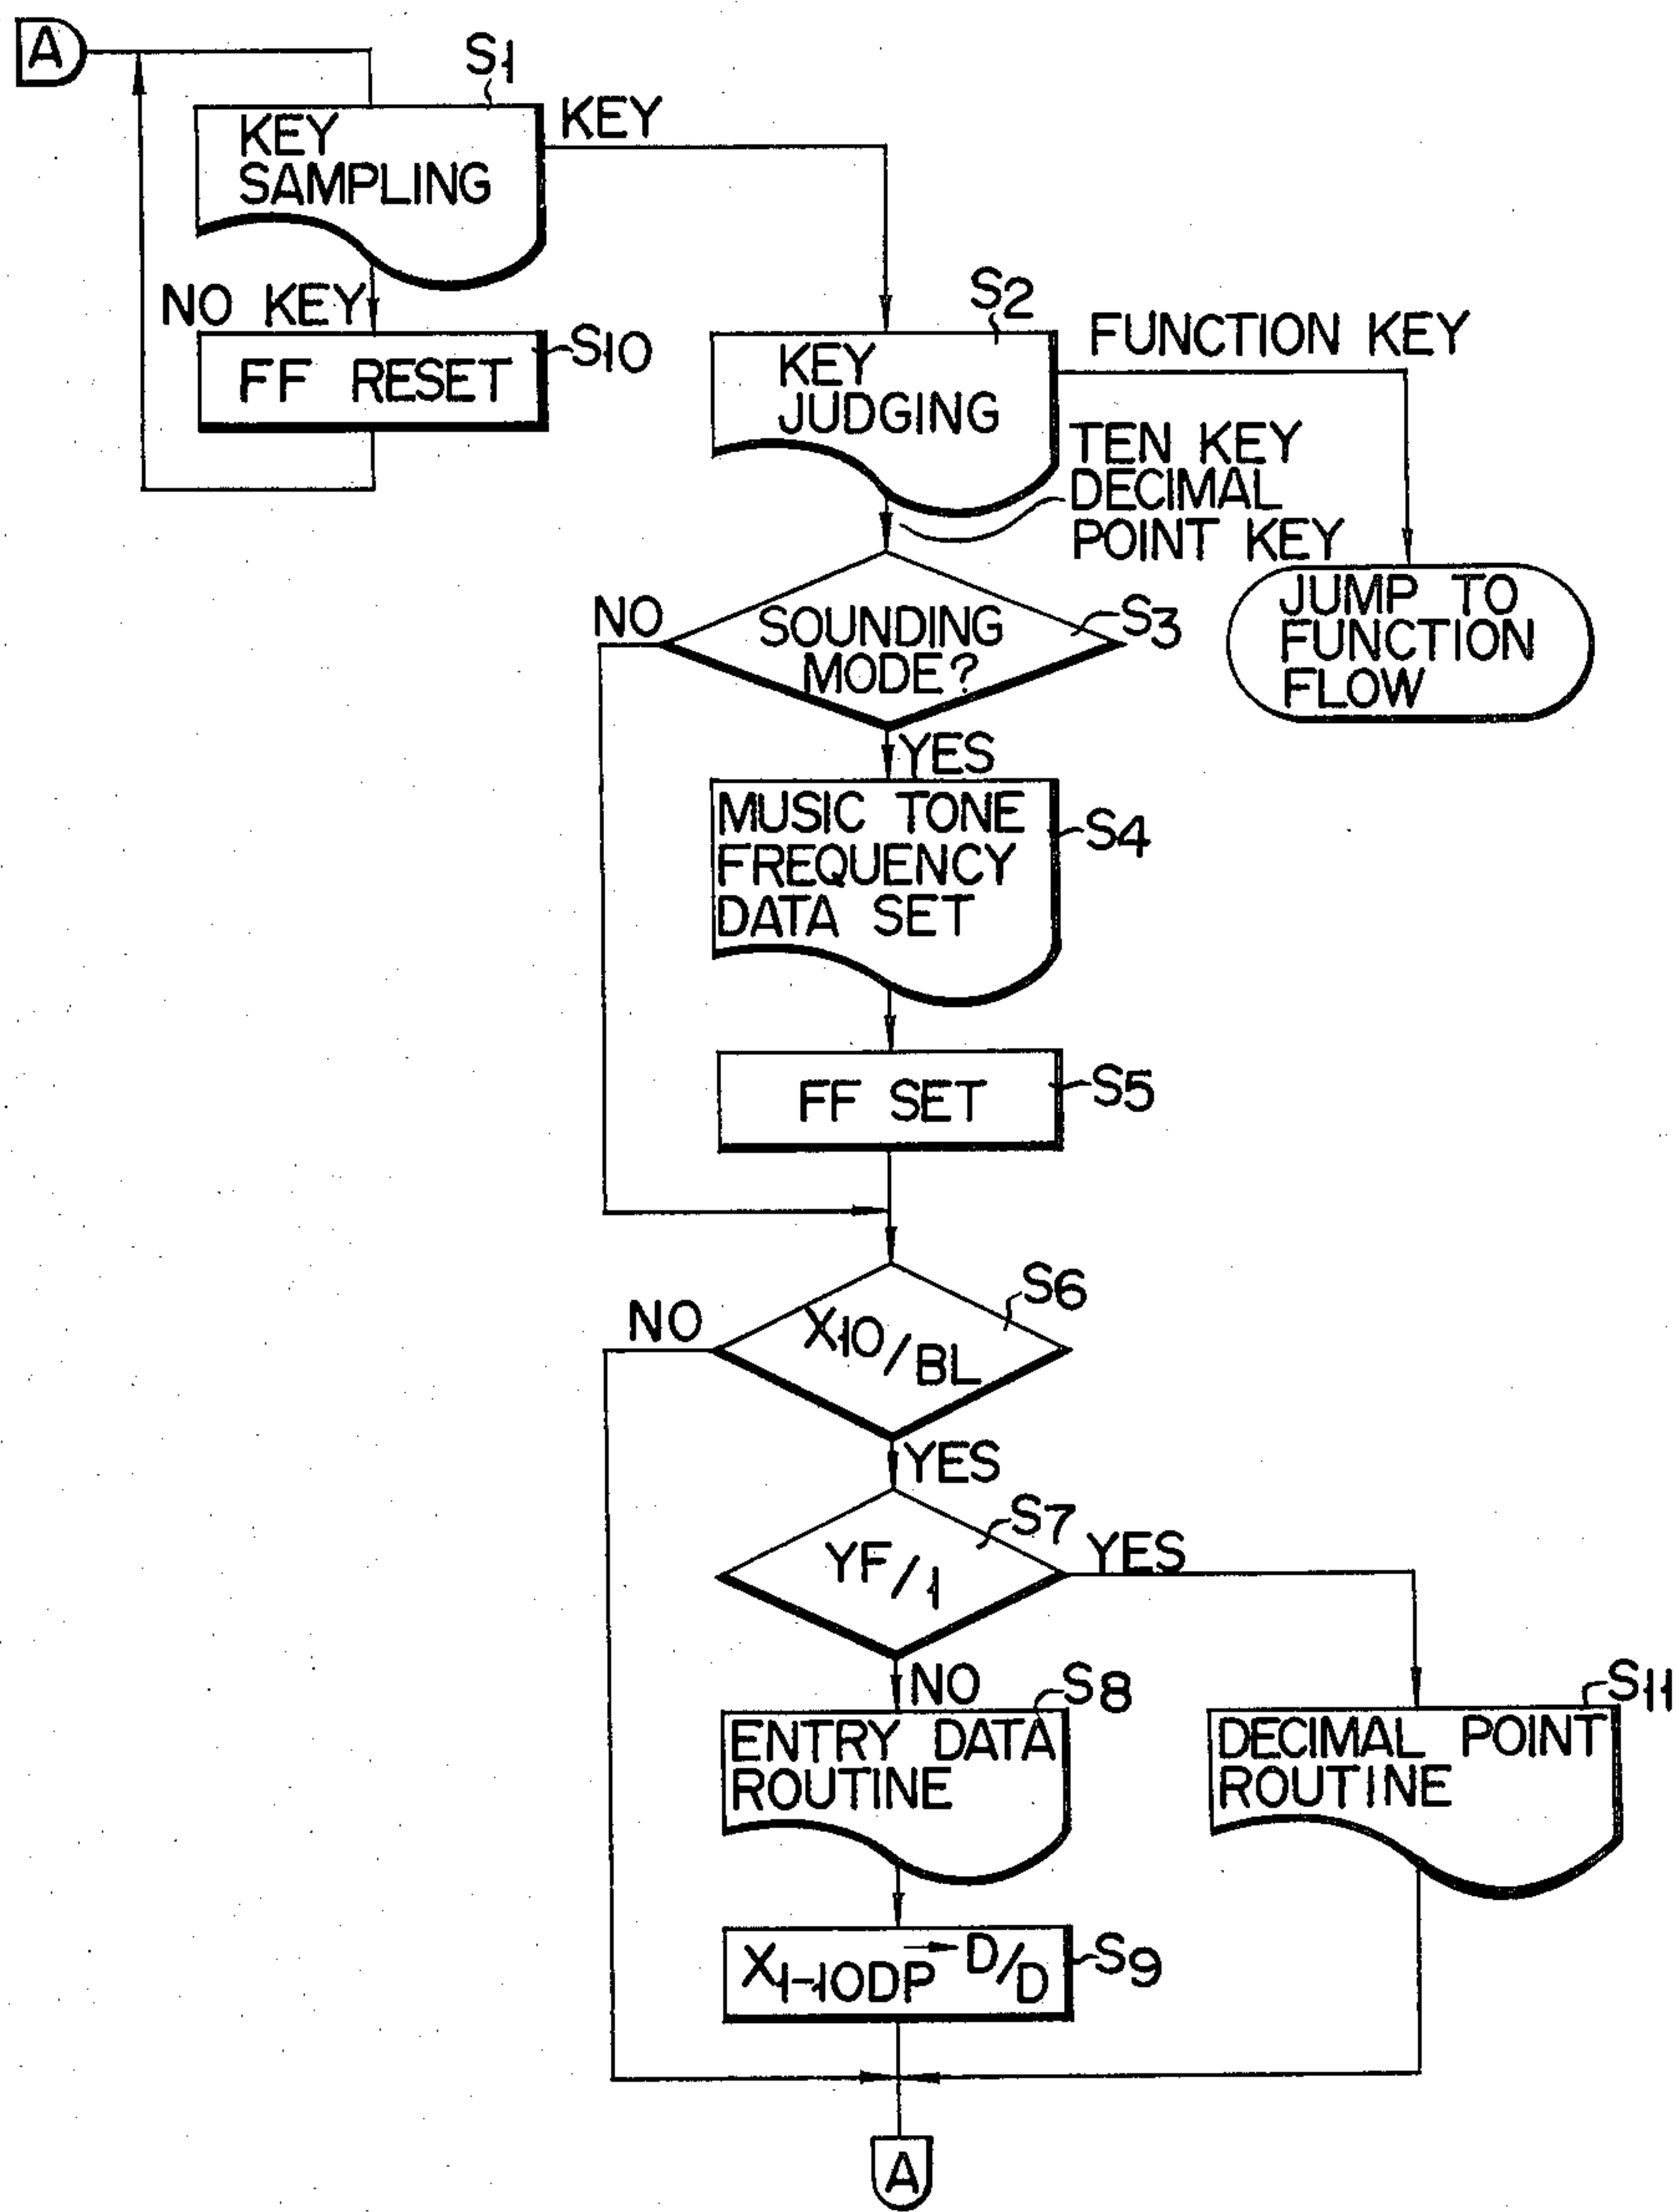 A
S1
KEY
SAMPLING
KEY
NO KEY
FF RESET
S10
S2
KEY
JUDGING
FUNCTION KEY
TEN KEY
DECIMAL
POINT KEY
JUMP TO
FUNCTION
FLOW
NO
SOUNDING
MODE?
S3
YES
MUSIC TONE
FREQUENCY
DATA SET
S4
FF SET
S5
NO
X10/BL
S6
YES
YF/1
S7
YES
NO
S8
ENTRY DATA
ROUTINE
S11
DECIMAL POINT
ROUTINE
X1-10DP → D/D
S9
A